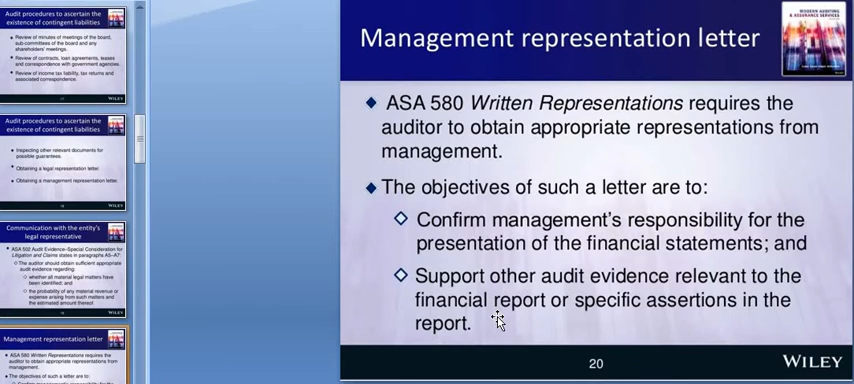 Audit procedures to ascertain the
existence of contingent liabilities
Review of minutes of meetings of the board,
sub-committees of the board and any
shareholders' meetings.
Review of contracts, loan agreements, leases
and correspondence with government agencies.
Review of income tax liability, tax returns and
associated correspondence.
WILEY
Audit procedures to ascertain the
existence of contingent liabilities
Inspecting other relevant documents for
possible guarantees.
Obtaining a legal representation letter.
Obtaining a management representation letter.
WILEY
Communication with the entity's
legal representative
ASA 502 Audit Evidence–Special Consideration for
Litigation and Claims states in paragraphs A5–A7:
The auditor should obtain sufficient appropriate
audit evidence regarding:
whether all material legal matters have
been identified; and
the probability of any material revenue or
expense arising from such matters and
the estimated amount thereof.
WILEY
Management representation letter
ASA 580 Written Representations requires the
auditor to obtain appropriate representations from
management.
The objectives of such a letter are to:
Management representation letter
MODERN AUDITING
& ASSURANCE SERVICES
ASA 580 Written Representations requires the
auditor to obtain appropriate representations from
management.
The objectives of such a letter are to:
Confirm management's responsibility for the
presentation of the financial statements; and
Support other audit evidence relevant to the
financial report or specific assertions in the
report.
20
WILEY